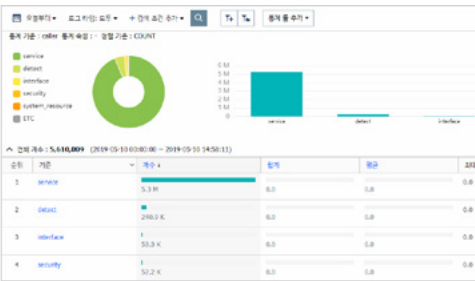 오늘부터 로그 타입: 모두 + 검색 조건 추가 통계 룰 추가
통계 기준 : caller 통계 속성 : - 정렬 기준 : COUNT
service
detect
interface
security
system_resource
ETC
6 M
5 M
4 M
3 M
2 M
1 M
0
service detect interface
전체 개수 : 5,610,009 (2019-05-10 00:00:00 ~ 2019-05-10 14:58:11)
순위 기준 개수 합계 평균
1 service 5.3 M 0.0 0.0 0.0
2 detect 240.0 K 0.0 0.0 0.0
3 interface 53.3 K 0.0 0.0 0.0
4 security 52.2 K 0.0 0.0 0.0